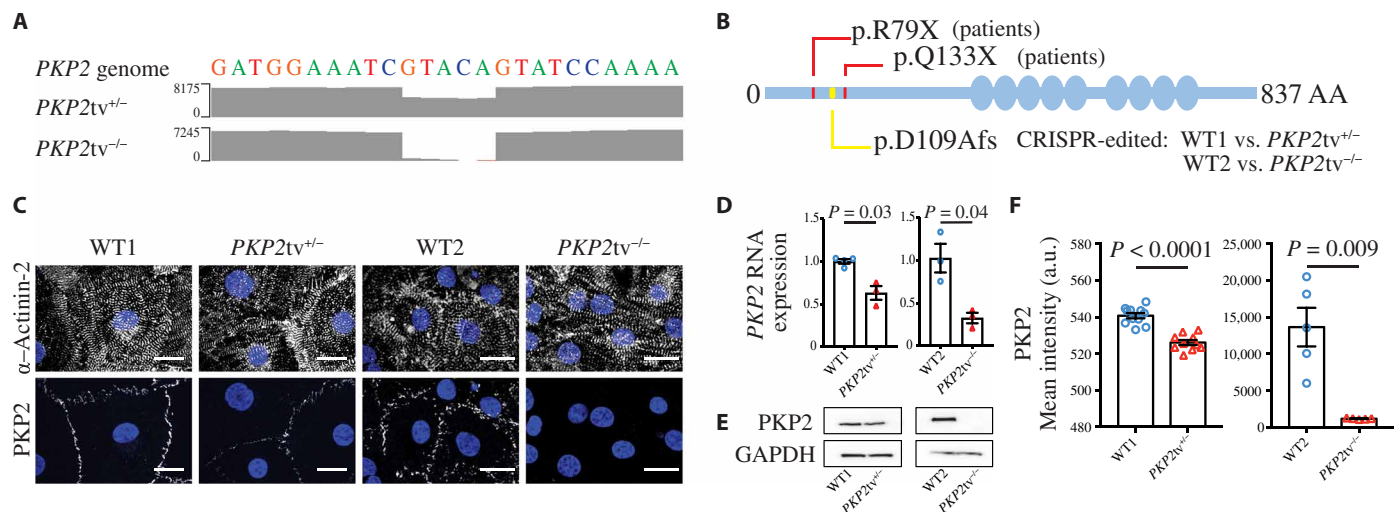 A
PKP2 genome
GATGGAAATCGTACAGTATCCAAAA
PKP2tv+/−
8175
0
PKP2tv−/−
7245
0
B
p.R79X (patients)
p.Q133X (patients)
0
837 AA
p.D109Afs
CRISPR-edited: WT1 vs. PKP2tv+/−
WT2 vs. PKP2tv−/−
C
WT1
PKP2tv+/−
WT2
PKP2tv−/−
α-Actinin-2
PKP2
D
PKP2 RNA
expression
P = 0.03
1.5
1.0
0.5
0
WT1
PKP2tv+/−
P = 0.04
1.5
1.0
0.5
0
WT2
PKP2tv−/−
E
PKP2
GAPDH
WT1
PKP2tv+/−
WT2
PKP2tv−/−
F
PKP2
Mean intensity (a.u.)
580
560
540
520
500
480
P < 0.0001
WT1
PKP2tv+/−
25,000
20,000
15,000
10,000
5000
0
P = 0.009
WT2
PKP2tv−/−